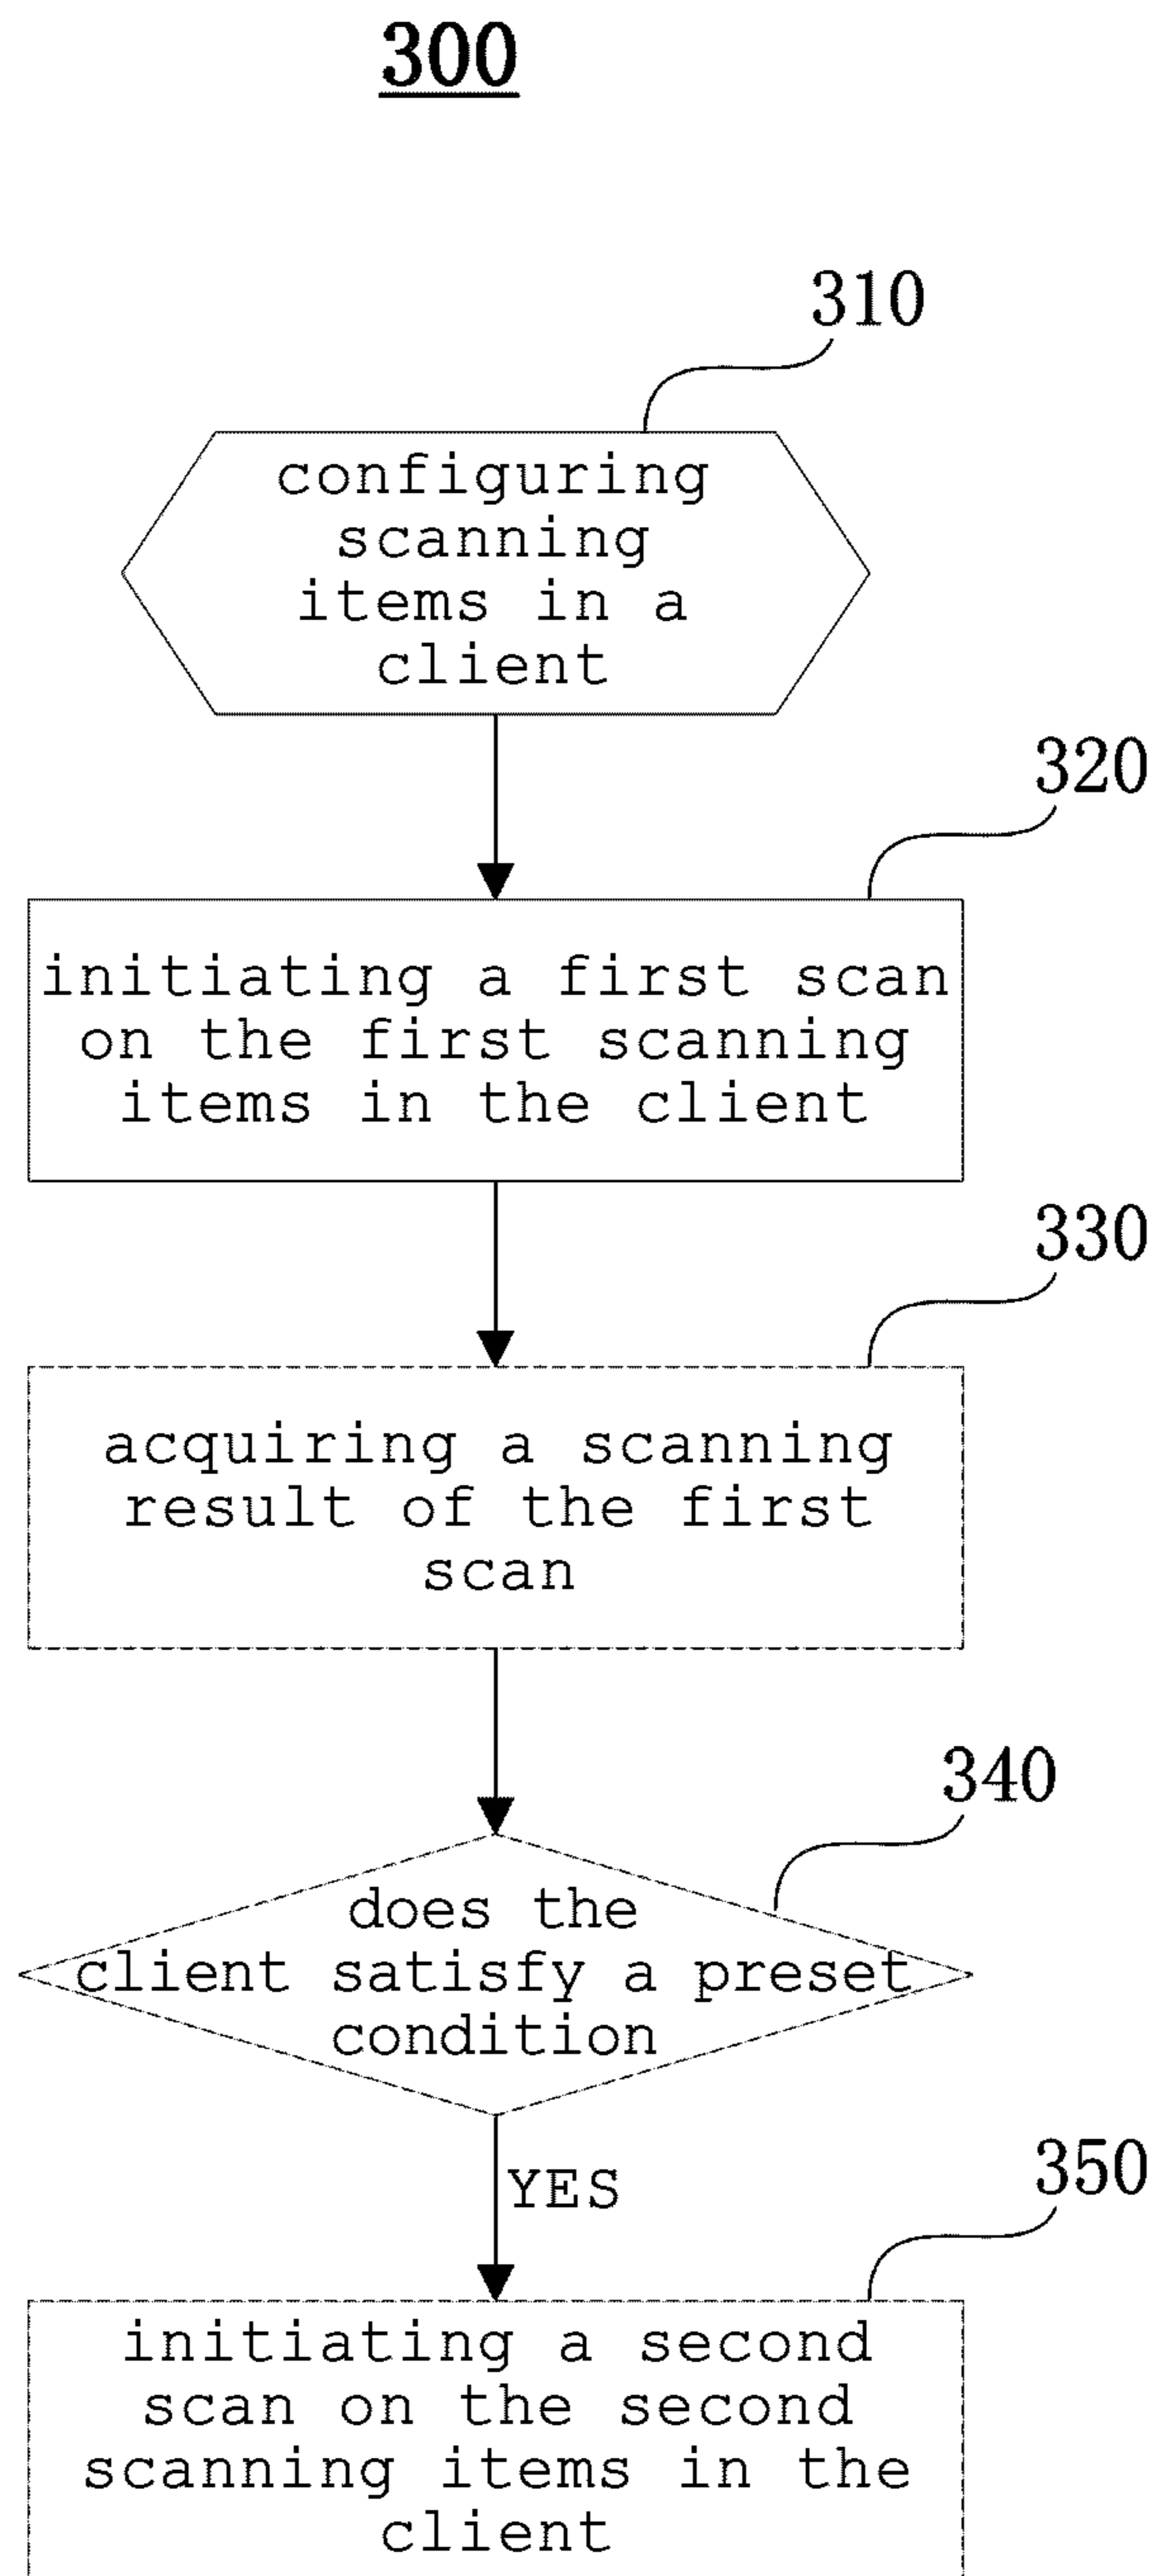 300
310
configuring
scanning
items in a
client
320
initiating a first scan
on the first scanning
items in the client
330
acquiring a scanning
result of the first
scan
340
does the
client satisfy a preset
condition
YES
350
initiating a second
scan on the second
scanning items in the
client